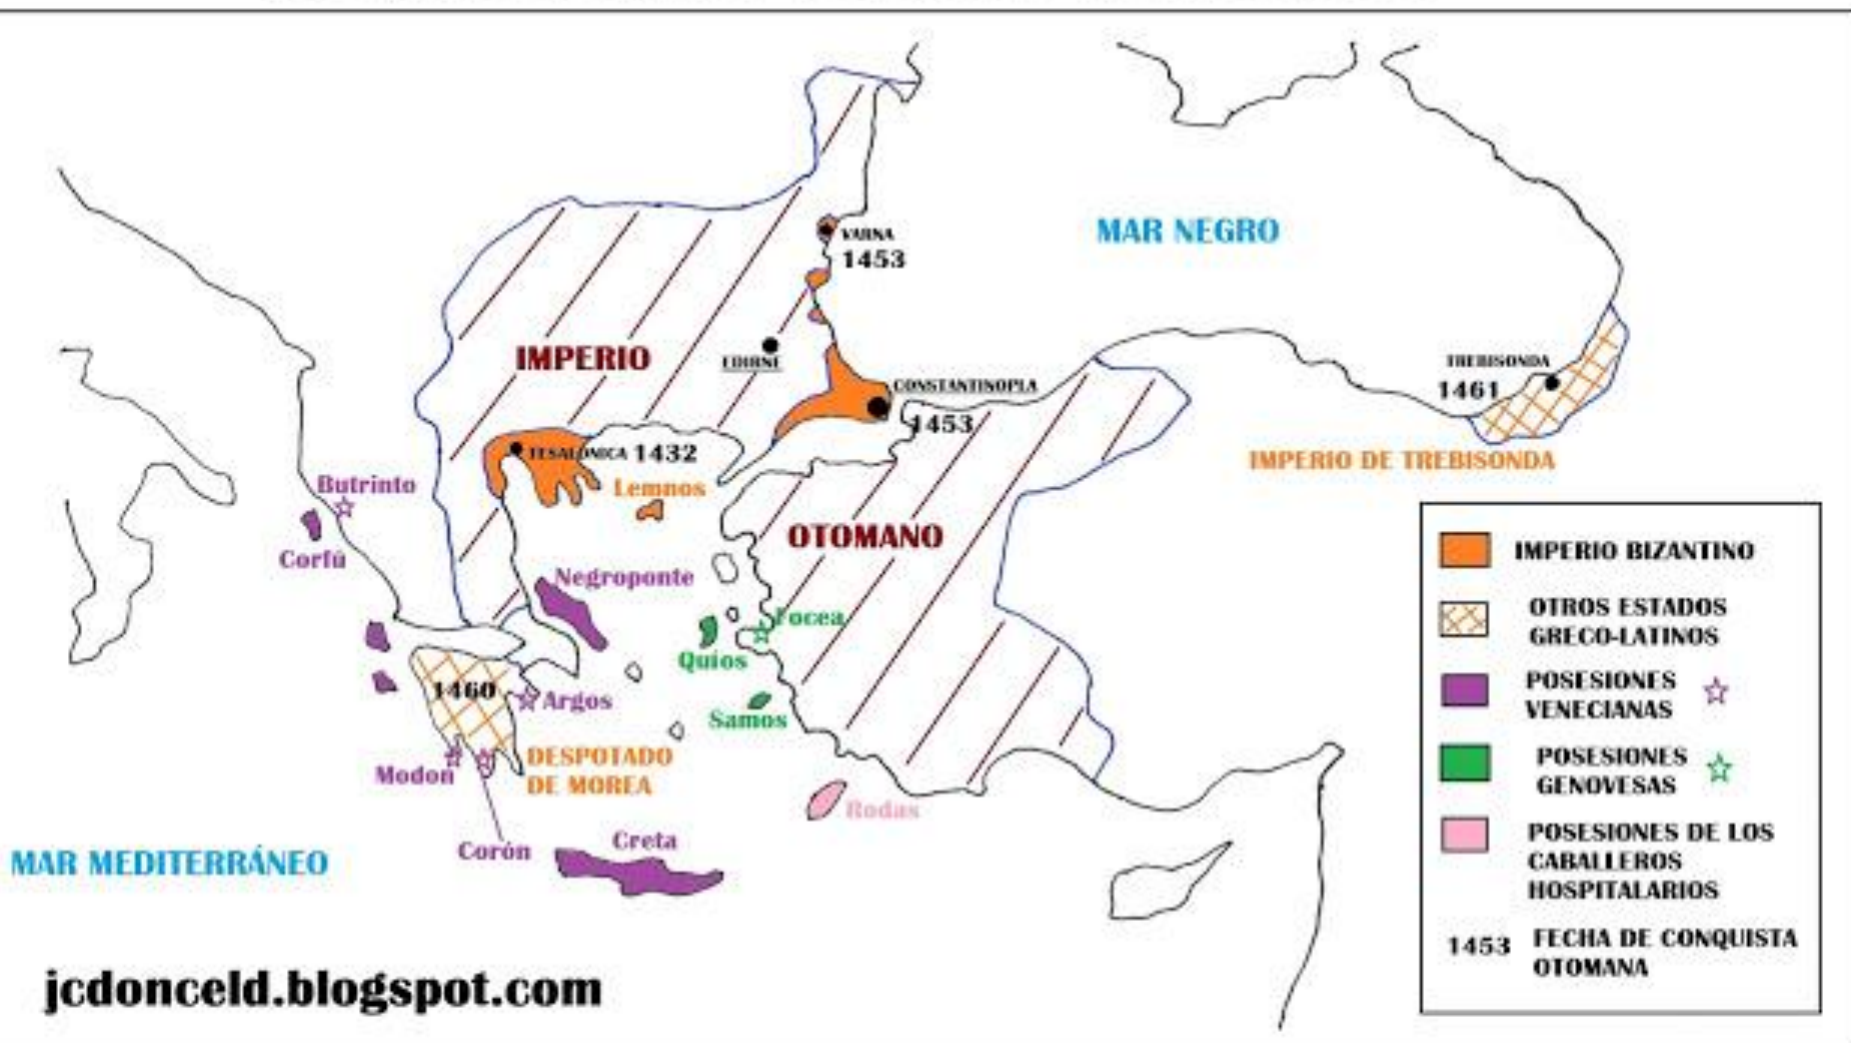 MAR NEGRO
VARNA
1453
IMPERIO
EDIRNE
CONSTANTINOPLA
1453
TREBISONDA
1461
IMPERIO DE TREBISONDA
TESALÓNICA 1432
Lemnos
Butrinto
Corfú
OTOMANO
Negroponte
Focea
Quíos
Samos
1460
Argos
Modon
DESPOTADO
DE MOREA
Corón
Creta
Rodas
MAR MEDITERRÁNEO
jcdonceld.blogspot.com
IMPERIO BIZANTINO
OTROS ESTADOS
GRECO-LATINOS
POSESIONES
VENECIANAS
POSESIONES
GENOVESAS
POSESIONES DE LOS
CABALLEROS
HOSPITALARIOS
1453 FECHA DE CONQUISTA
OTOMANA